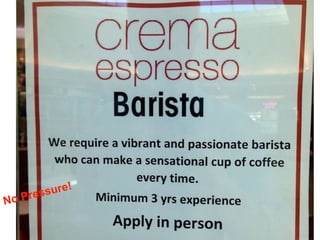 crema
espresso
Barista
We require a vibrant and passionate barista
who can make a sensational cup of coffee
every time.
No Pressure!
Minimum 3 yrs experience
Apply in person